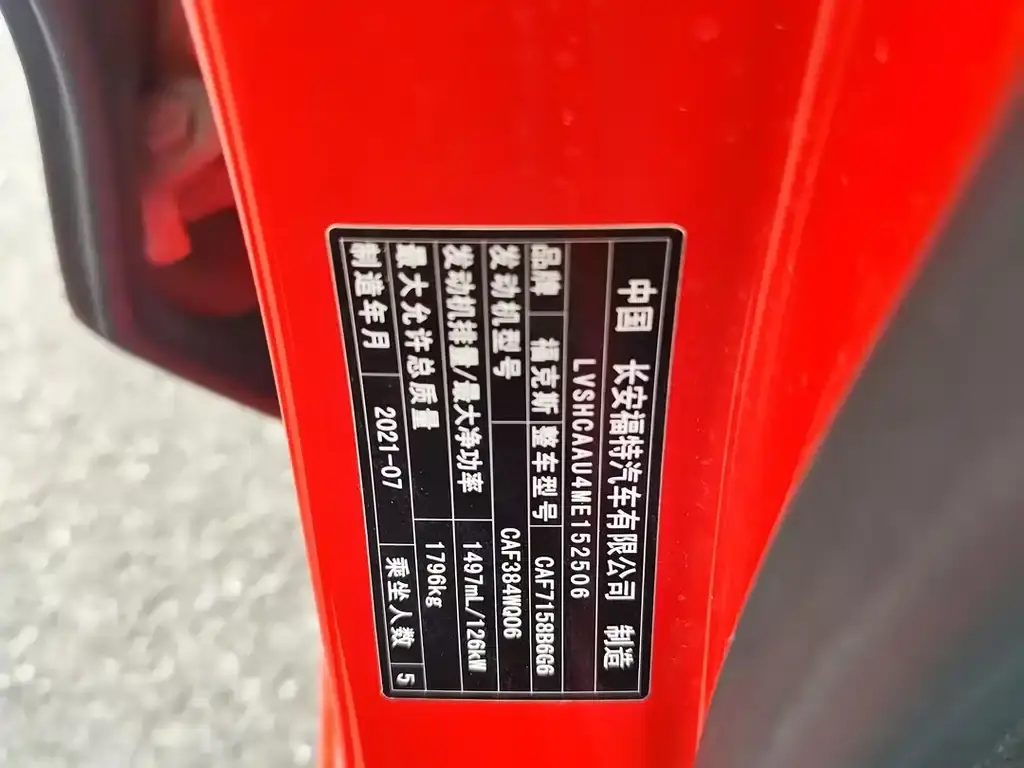 中国 长安福特汽车有限公司 制造
LVSHCAAU4ME152506
品牌 福克斯 整车型号 CAF7158B6G6
发动机型号 CAF384WQ06
发动机排量/最大净功率 1497mL/126kW
最大允许总质量 1796kg
制造年月 2021-07 乘坐人数 5